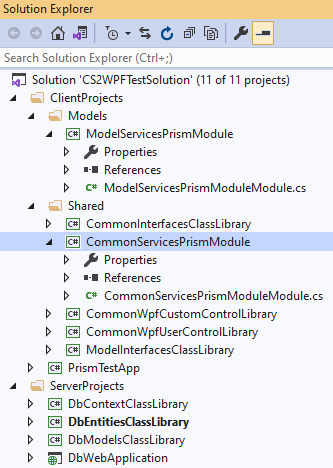 Solution Explorer
Search Solution Explorer (Ctrl+;)
Solution 'CS2WPFTestSolution' (11 of 11 projects)
ClientProjects
Models
C# ModelServicesPrismModule
Properties
References
C# ModelServicesPrismModuleModule.cs
Shared
C# CommonInterfacesClassLibrary
C# CommonServicesPrismModule
Properties
References
C# CommonServicesPrismModuleModule.cs
C# CommonWpfCustomControlLibrary
C# CommonWpfUserControlLibrary
C# ModelInterfacesClassLibrary
C# PrismTestApp
ServerProjects
C# DbContextClassLibrary
C# DbEntitiesClassLibrary
C# DbModelsClassLibrary
DbWebApplication